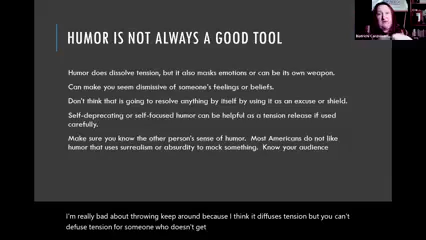 HUMOR IS NOT ALWAYS A GOOD TOOL
Humor does dissolve tension, but it also masks emotions or can be its own weapon.
Can make you seem dismissive of someone's feelings or beliefs.
Don't think that is going to resolve anything by itself by using it as an excuse or shield.
Self-deprecating or self-focused humor can be helpful as a tension release if used
carefully.
Make sure you know the other person's sense of humor. Most Americans do not like
humor that uses surrealism or absurdity to mock something. Know your audience
I'm really bad about throwing keep around because I think it diffuses tension but you can't
defuse tension for someone who doesn't get